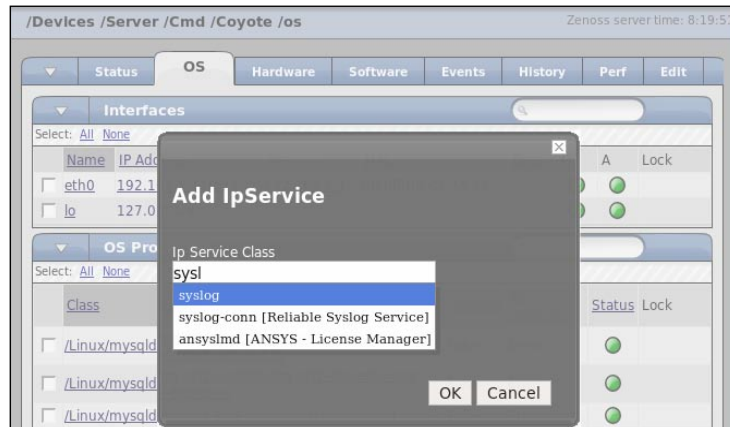 /Devices /Server /Cmd /Coyote /os Zenoss server time: 8:19:5
Status OS Hardware Software Events History Perf Edit
Interfaces
Select: All None
Name IP Add A Lock
eth0 192.1
lo 127.0
Add IpService
Ip Service Class
sysl
syslog
syslog-conn [Reliable Syslog Service]
ansyslmd [ANSYS - License Manager]
OK Cancel
OS Pro
Select: All None
Class Status Lock
/Linux/mysqld
/Linux/mysqld
/Linux/mysqld